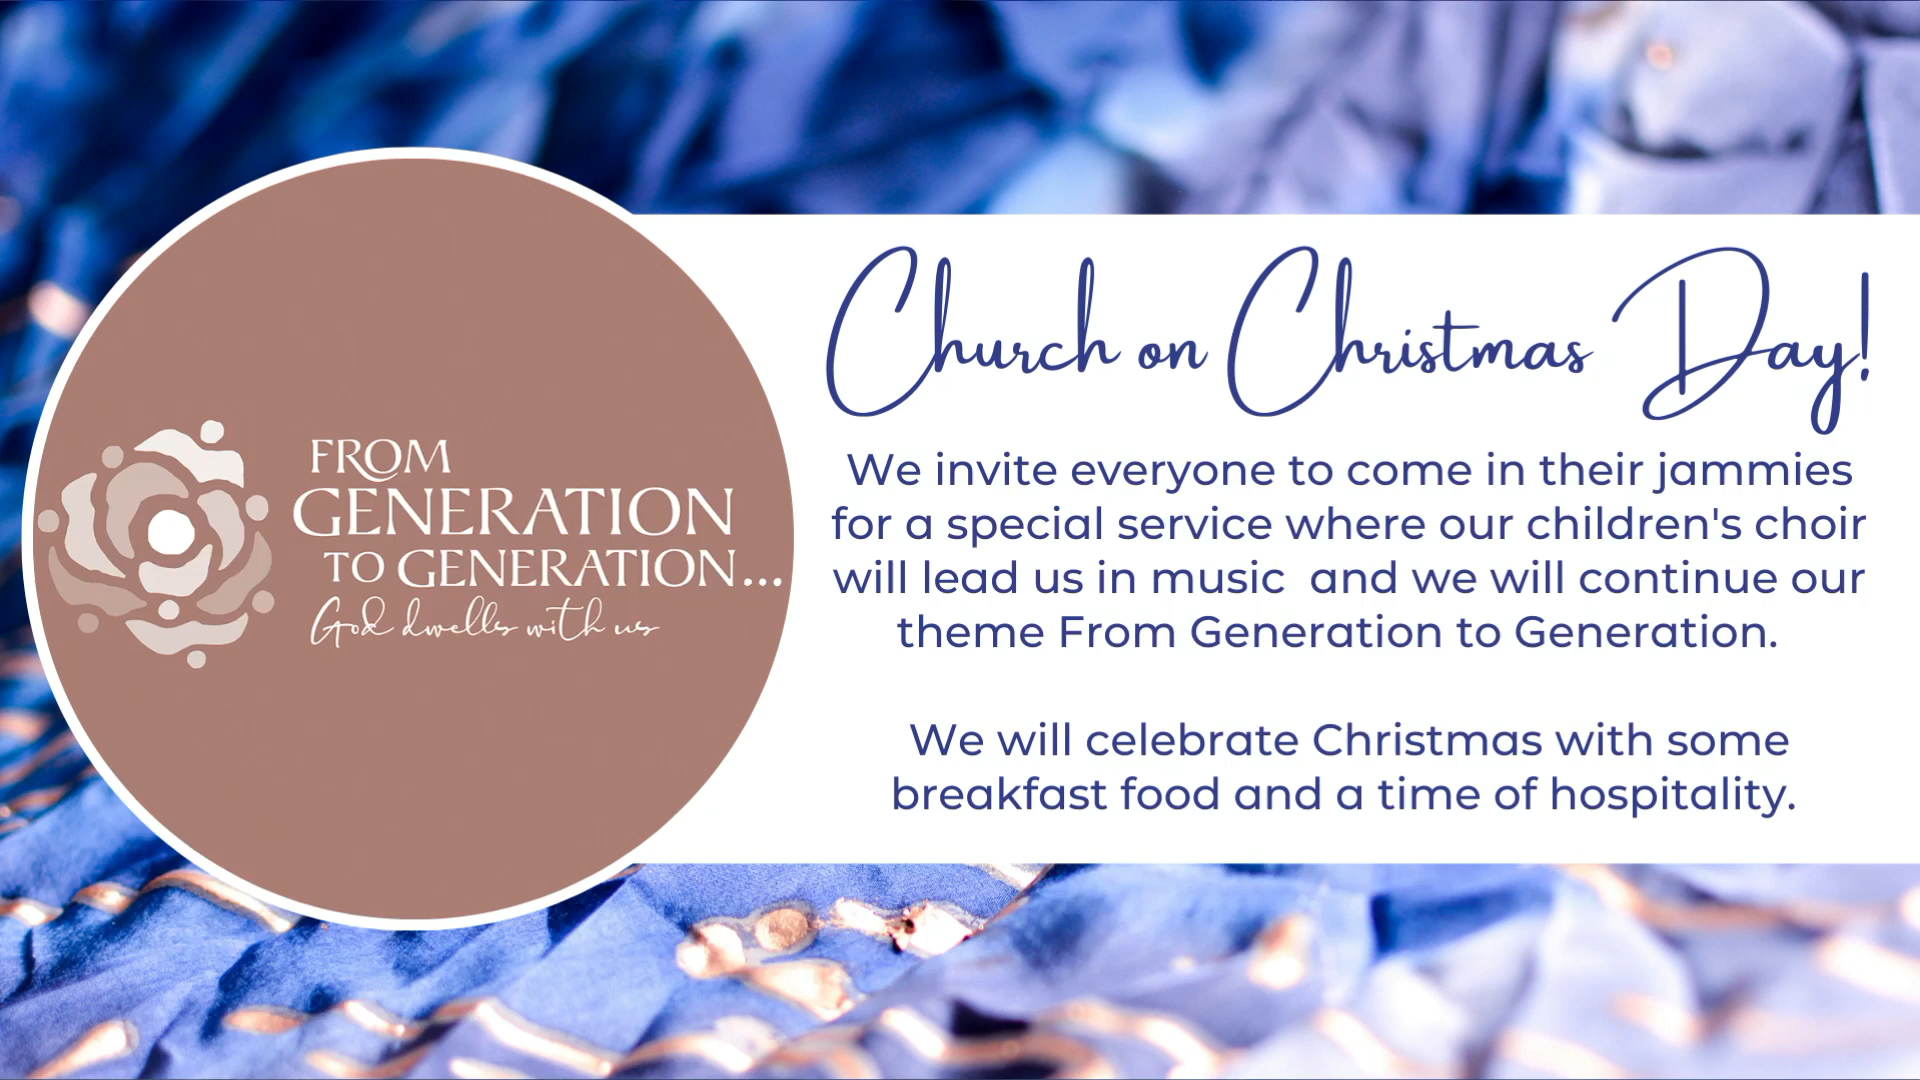 FROM
GENERATION
TO GENERATION...
God dwells with us
Church on Christmas Day!
We invite everyone to come in their jammies
for a special service where our children's choir
will lead us in music  and we will continue our
theme From Generation to Generation.
We will celebrate Christmas with some
breakfast food and a time of hospitality.